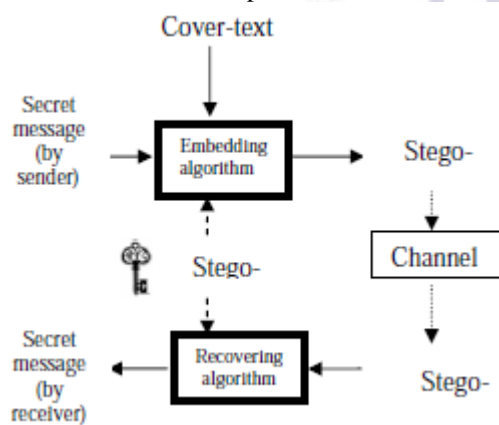 Cover-text
Secret
message
(by
sender)
Embedding
algorithm
Stego-
Stego-
Channel
Secret
message
(by
receiver)
Recovering
algorithm
Stego-